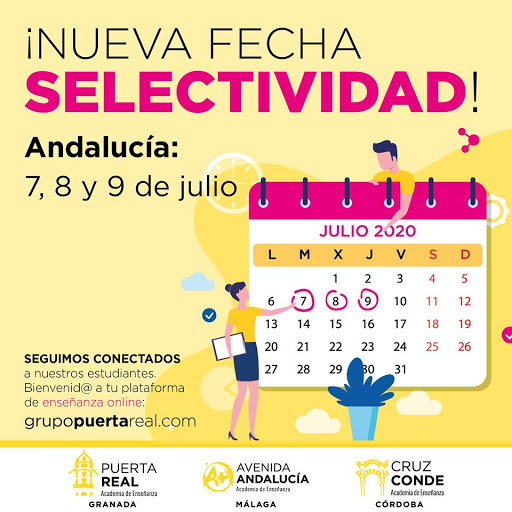 ¡NUEVA FECHA
SELECTIVIDAD!
Andalucía:
7, 8 y 9 de julio
JULIO 2020
L M X J V S D
1 2 3 4 5
6 7 8 9 10 11 12
13 14 15 16 17 18 19
20 21 22 23 24 25 26
27 28 29 30 31
SEGUIMOS CONECTADOS
a nuestros estudiantes.
Bienvenid@ a tu plataforma
de enseñanza online:
grupopuertareal.com
PUERTA
REAL
Academia de Enseñanza
GRANADA
A+
AVENIDA
ANDALUCÍA
Academia de Enseñanza
MÁLAGA
CRUZ
CONDE
Academia de Enseñanza
CÓRDOBA